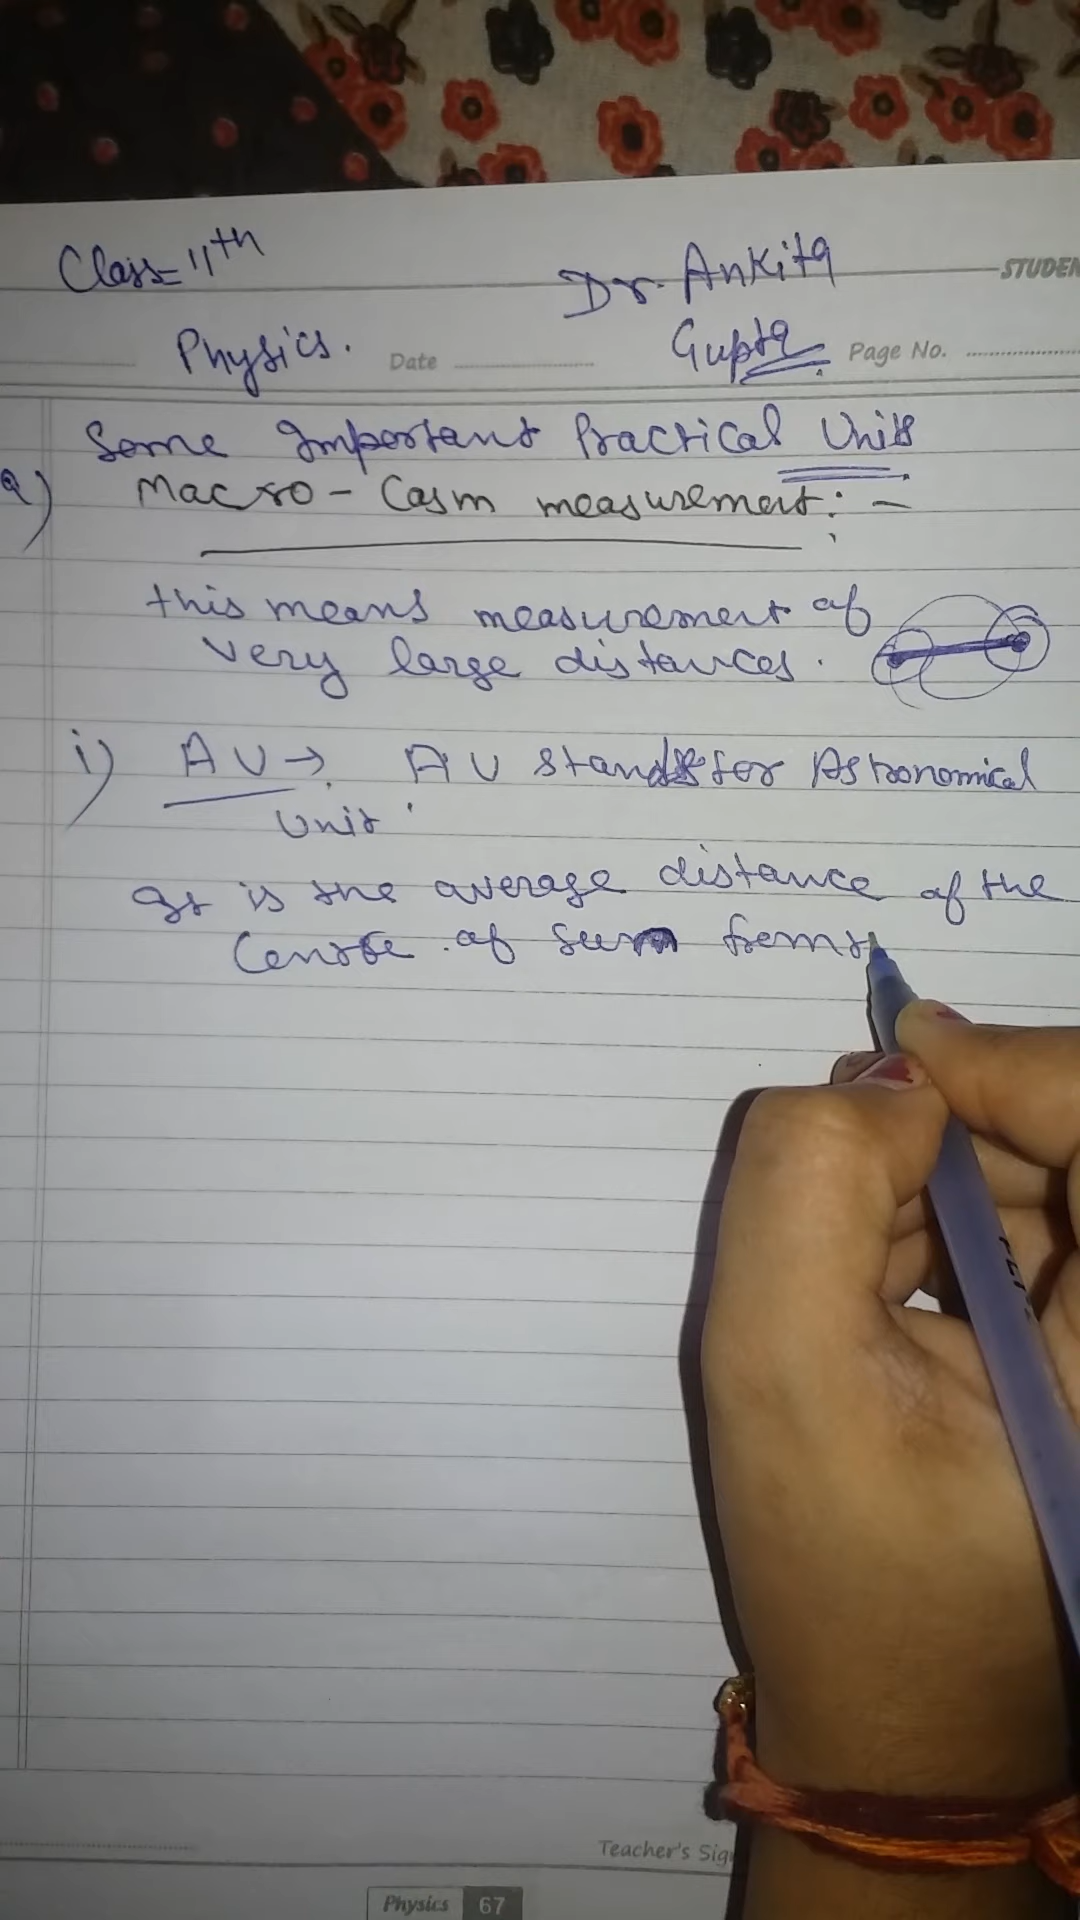 Class = 11th
Dr. Ankita
STUDEN
Physics.
Date
Gupta
Page No.
Some Important Practical Units
a) Macro - Cosm measurement: -
this means measurement of
very large distances.
i) AU → AU stands for Astronomical
Unit.
It is the average distance of the
Centre of sun from
Teacher's Sig
Physics 67